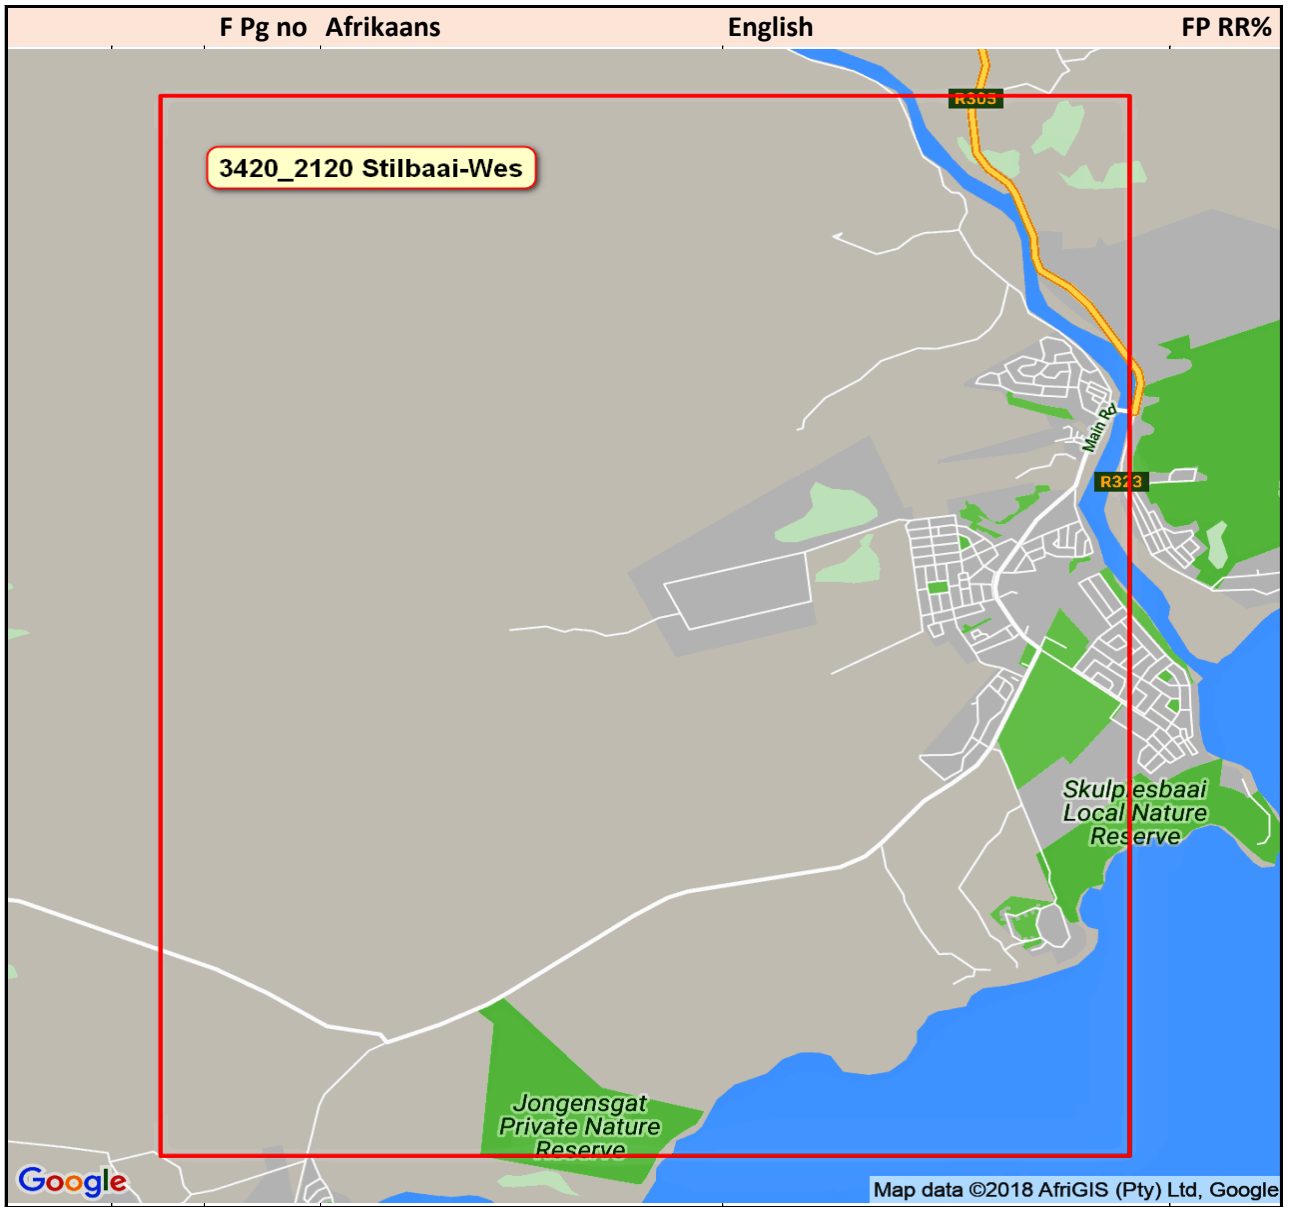 F Pg no Afrikaans English FP RR%
R305
3420_2120 Stilbaai-Wes
Main Rd
R323
Skulpiesbaai
Local Nature
Reserve
Jongensgat
Private Nature
Reserve
Google
Map data ©2018 AfriGIS (Pty) Ltd, Google